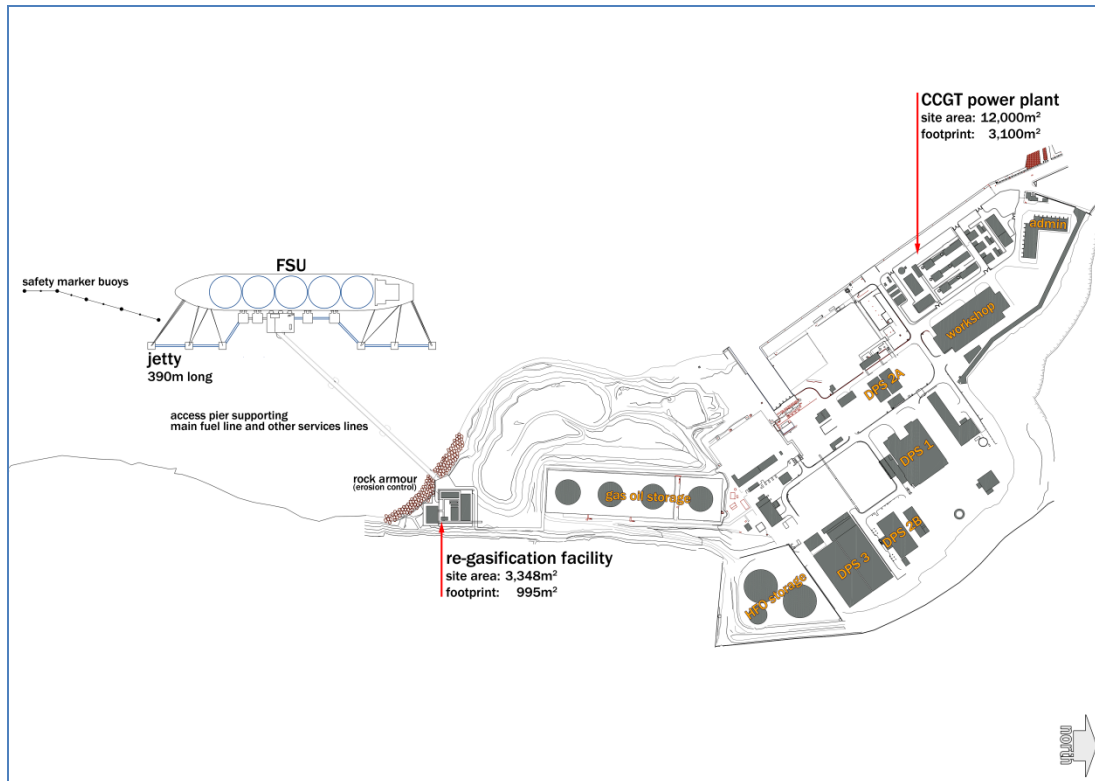 CCGT power plant
site area: 12,000m²
footprint: 3,100m²
admin
FSU
safety marker buoys
workshop
jetty
390m long
DPS 2A
access pier supporting
main fuel line and other services lines
DPS 1
rock armour
(erosion control)
gas oil storage
DPS 2B
re-gasification facility
site area: 3,348m²
footprint: 995m²
DPS 3
HFO storage
north